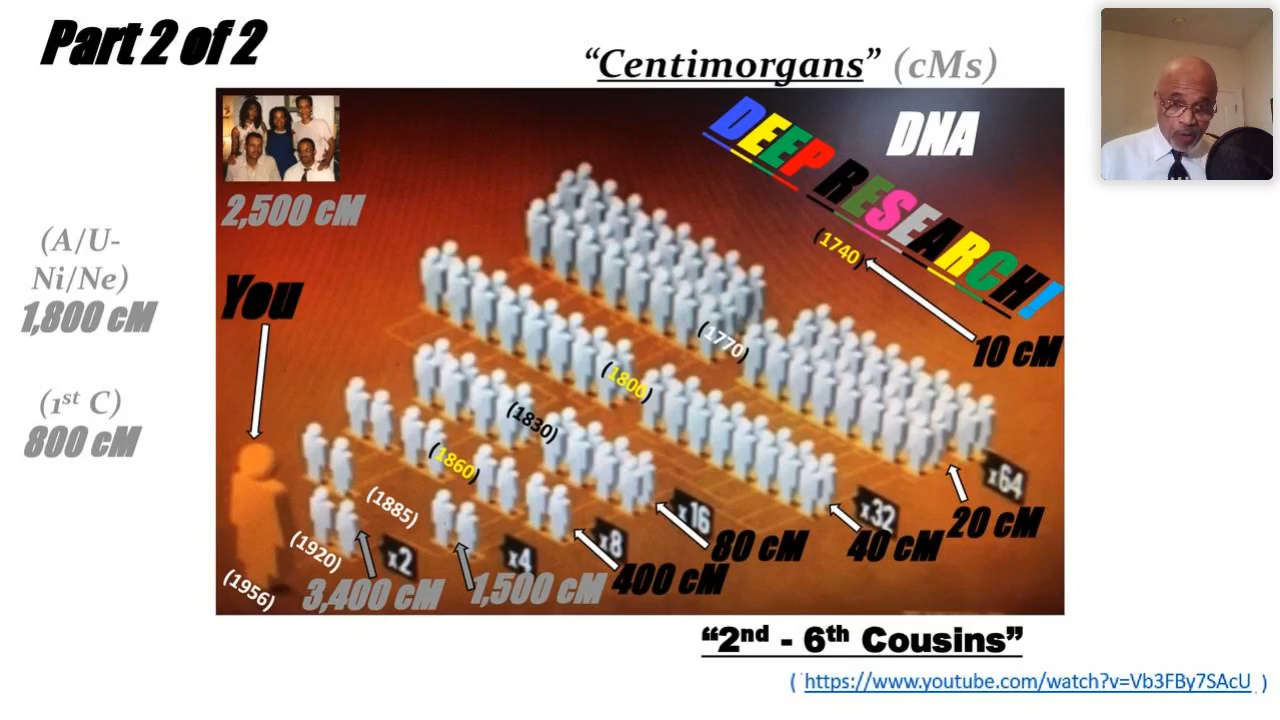 Part 2 of 2
“Centimorgans” (cMs)
DNA
DEEP RESEARCH!
2,500 cM
(A/U-
Ni/Ne)
1,800 cM
You
(1st C)
800 cM
(1740)
10 cM
(1770)
(1800)
(1830)
(1860)
(1885)
(1920)
(1956)
x64
20 cM
x32
40 cM
x16
80 cM
x8
400 cM
x4
1,500 cM
x2
3,400 cM
“2nd - 6th Cousins”
( https://www.youtube.com/watch?v=Vb3FBy7SAcU )